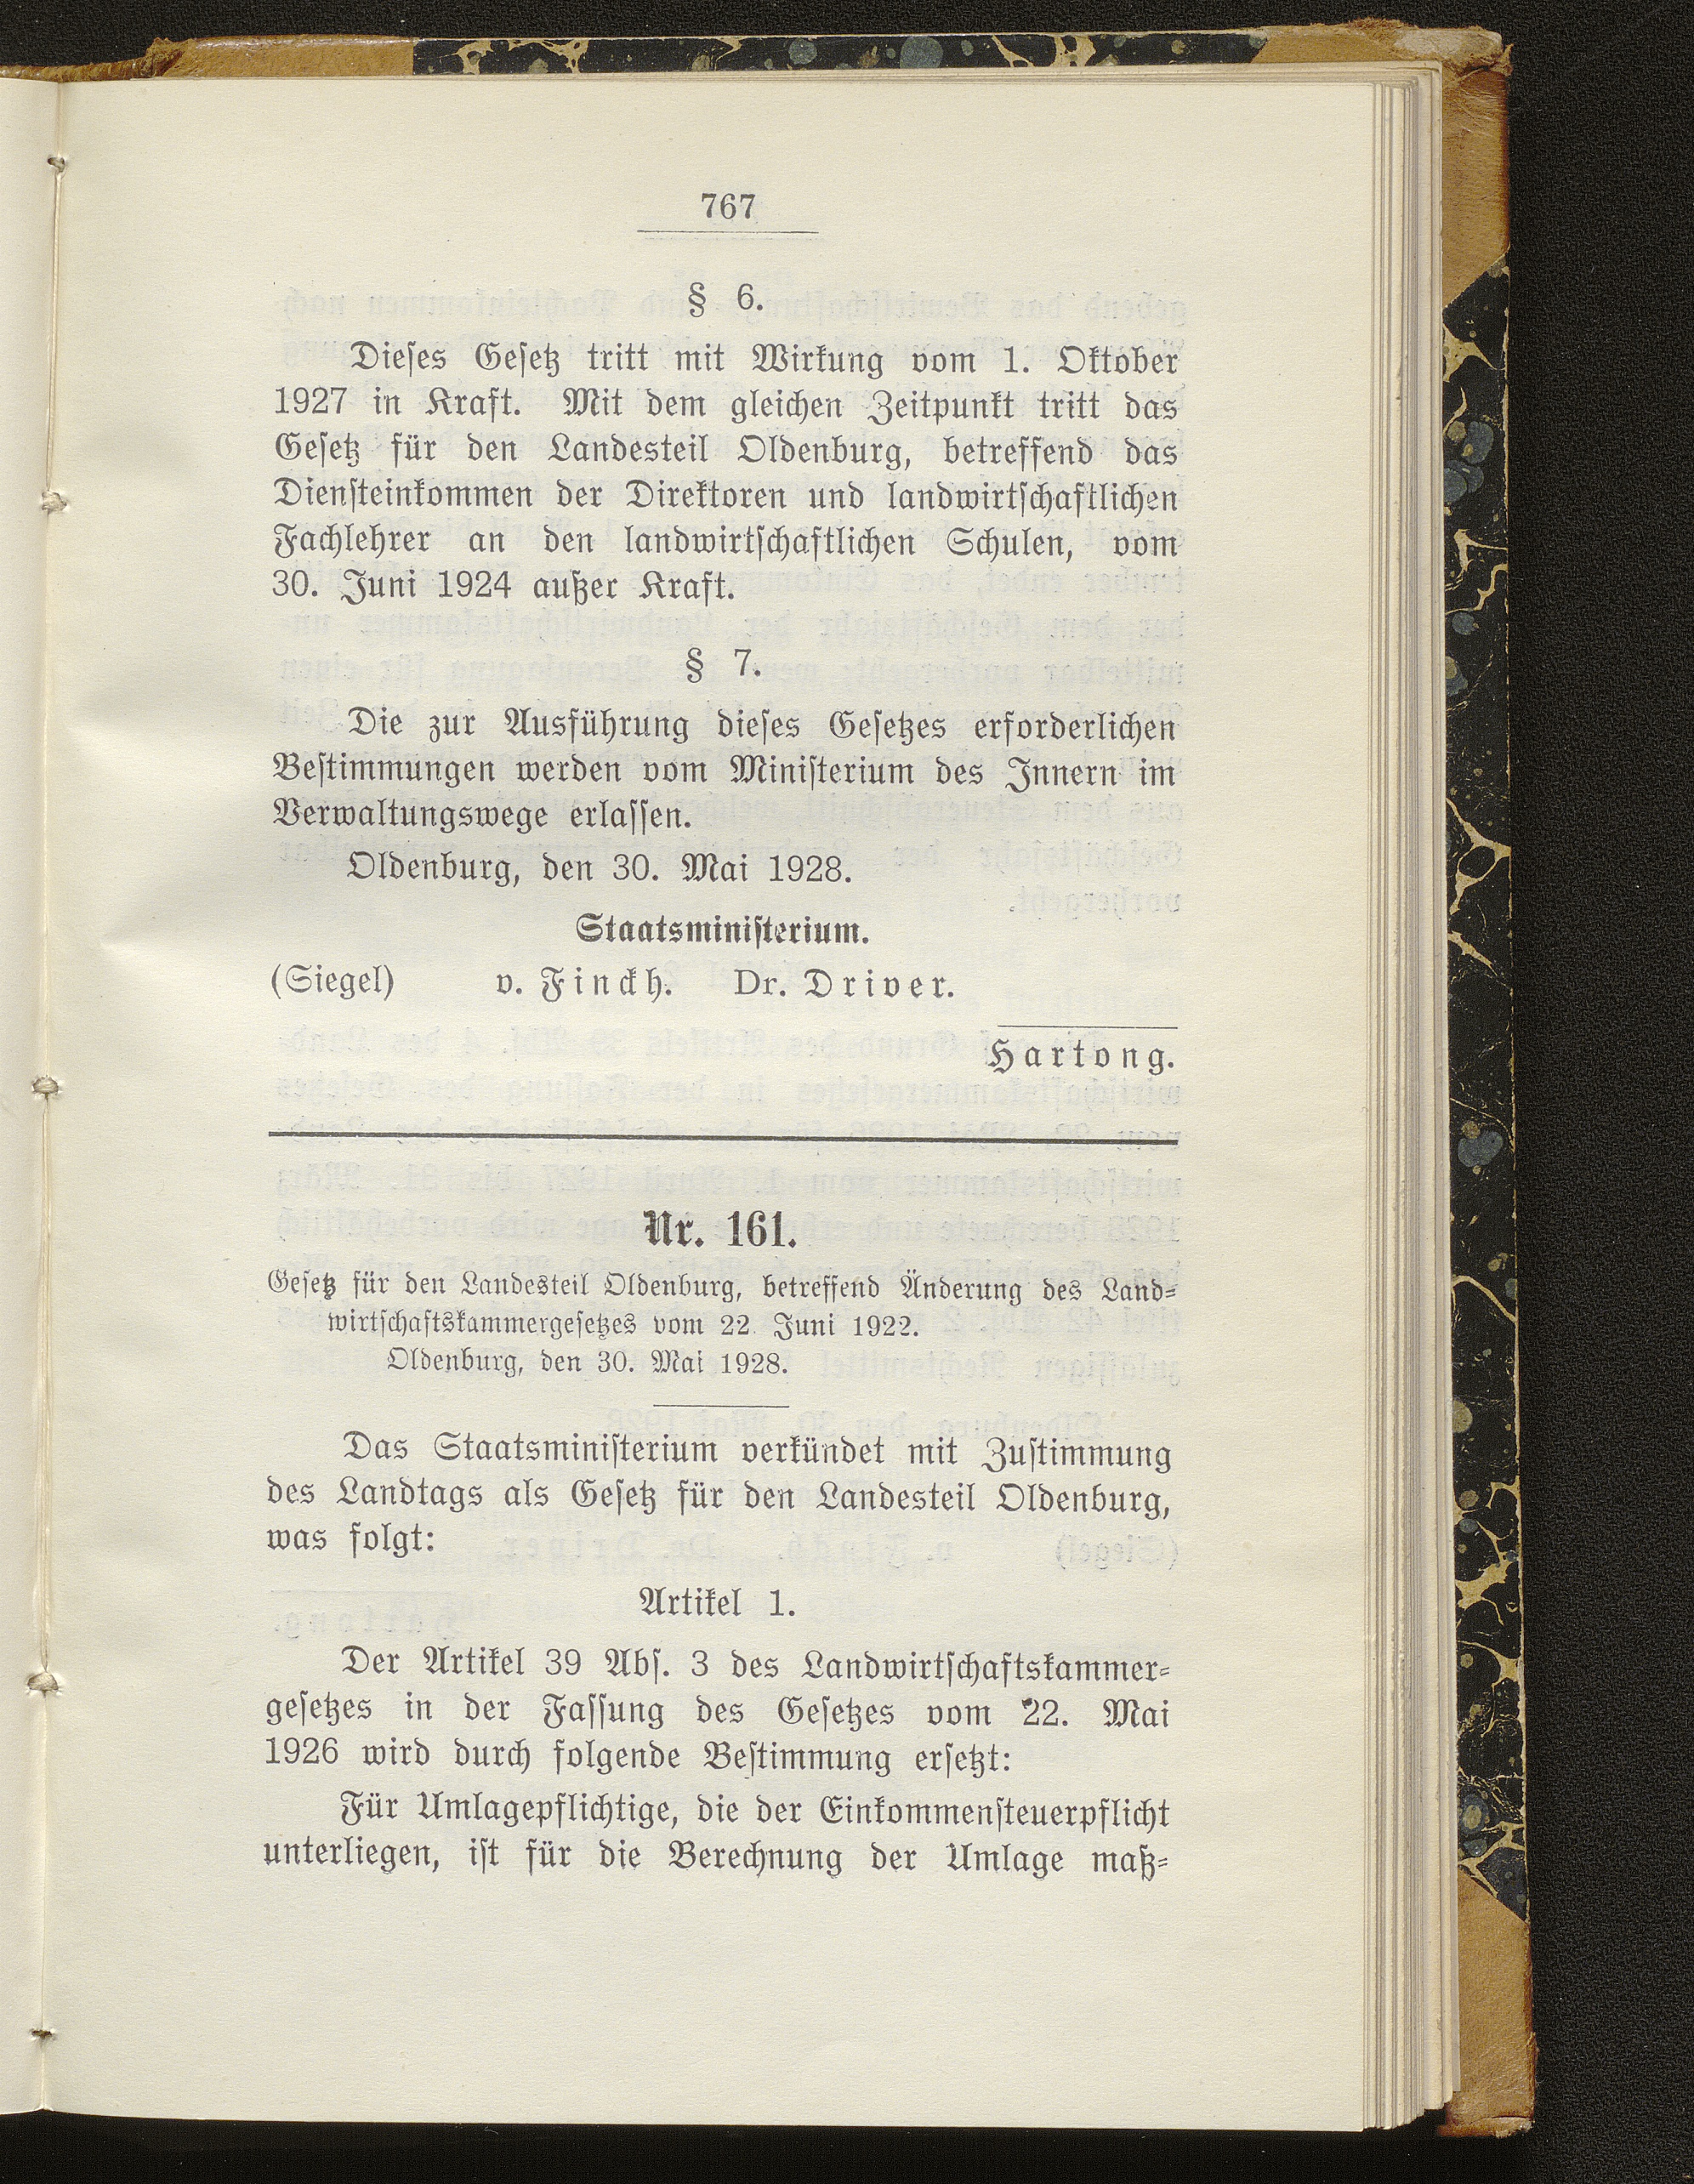 767
§ 6.
Dieses Gesetz tritt mit Wirkung vom 1. Oktober
1927 in Kraft. Mit dem gleichen Zeitpunkt tritt das
Gesetz für den Landesteil Oldenburg, betreffend das
Diensteinkommen der Direktoren und landwirtschaftlichen
Fachlehrer an den landwirtschaftlichen Schulen, vom
30. Juni 1924 außer Kraft.
§ 7.
Die zur Ausführung dieses Gesetzes erforderlichen
Bestimmungen werden vom Ministerium des Innern im
Verwaltungswege erlassen.
Oldenburg, den 30. Mai 1928.
Staatsministerium.
(Siegel) v. Finckh. Dr. Driver.
Hartong.
Nr. 161.
Gesetz für den Landesteil Oldenburg, betreffend Änderung des Land-
wirtschaftskammergesetzes vom 22. Juni 1922.
Oldenburg, den 30. Mai 1928.
Das Staatsministerium verkündet mit Zustimmung
des Landtags als Gesetz für den Landesteil Oldenburg,
was folgt:
Artikel 1.
Der Artikel 39 Abs. 3 des Landwirtschaftskammer-
gesetzes in der Fassung des Gesetzes vom 22. Mai
1926 wird durch folgende Bestimmung ersetzt:
Für Umlagepflichtige, die der Einkommensteuerpflicht
unterliegen, ist für die Berechnung der Umlage maß-